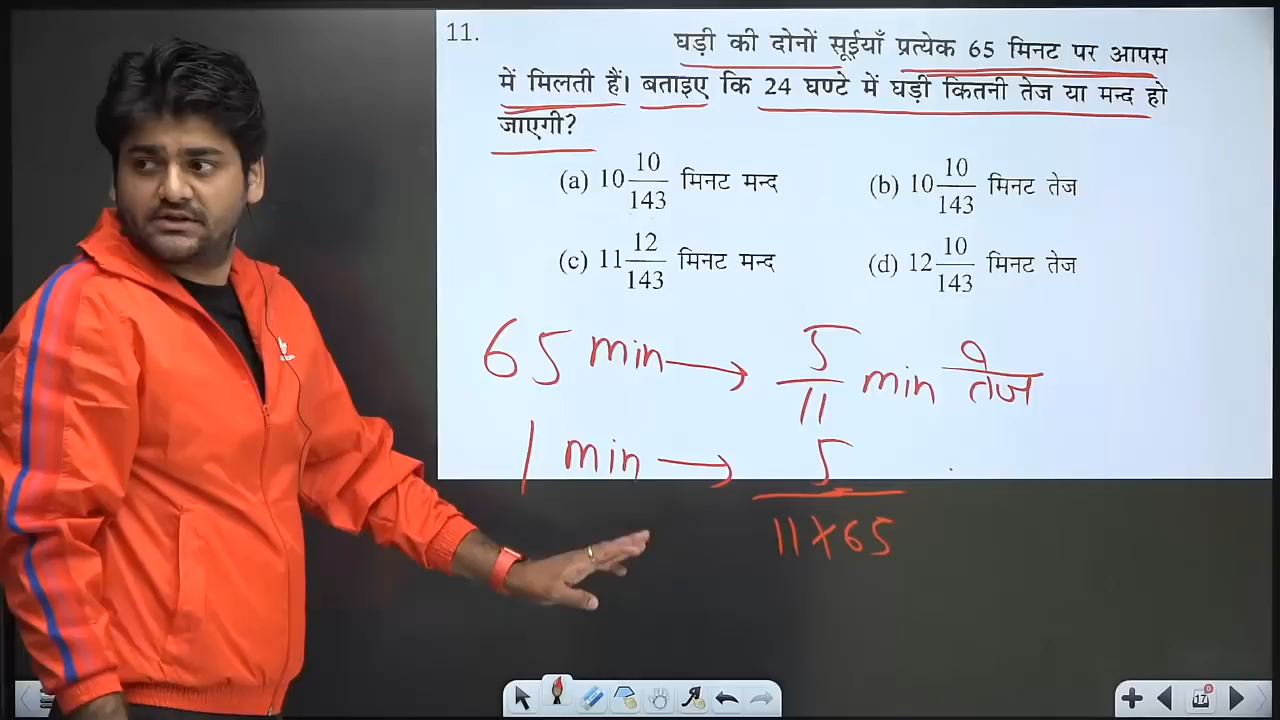 11. घड़ी की दोनों सूईयाँ प्रत्येक 65 मिनट पर आपस
में मिलती हैं। बताइए कि 24 घण्टे में घड़ी कितनी तेज या मन्द हो
जाएगी?
(a) 10 10/143 मिनट मन्द (b) 10 10/143 मिनट तेज
(c) 11 12/143 मिनट मन्द (d) 12 10/143 मिनट तेज
65 min → 5/11 min तेज
1 min → 5/11×65
17